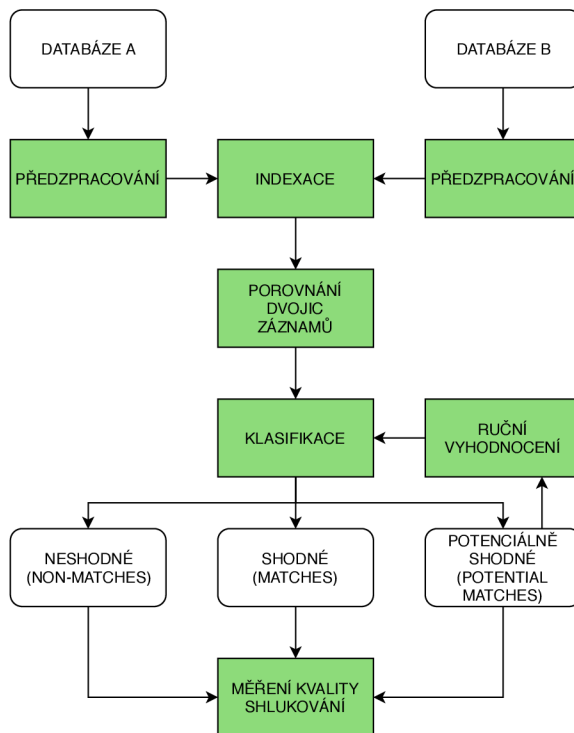 DATABÁZE A
DATABÁZE B
PŘEDZPRACOVÁNÍ
INDEXACE
PŘEDZPRACOVÁNÍ
POROVNÁNÍ
DVOJIC
ZÁZNAMŮ
KLASIFIKACE
RUČNÍ
VYHODNOCENÍ
NESHODNÉ
(NON-MATCHES)
SHODNÉ
(MATCHES)
POTENCIÁLNĚ
SHODNÉ
(POTENTIAL
MATCHES)
MĚŘENÍ KVALITY
SHLUKOVÁNÍ